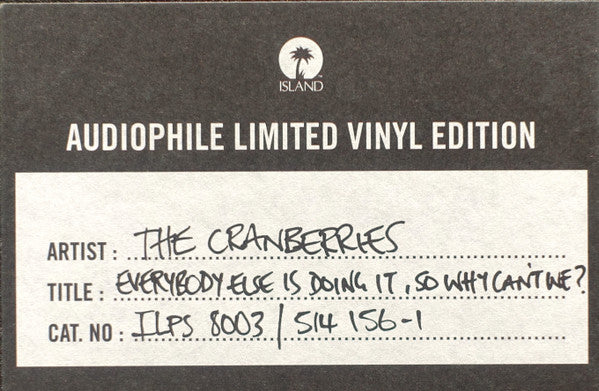 ISLAND
AUDIOPHILE LIMITED VINYL EDITION
ARTIST : THE CRANBERRIES
TITLE : EVERYBODY ELSE IS DOING IT, SO WHY CAN'T WE?
CAT. NO : ILPS 8003 / 514 156-1